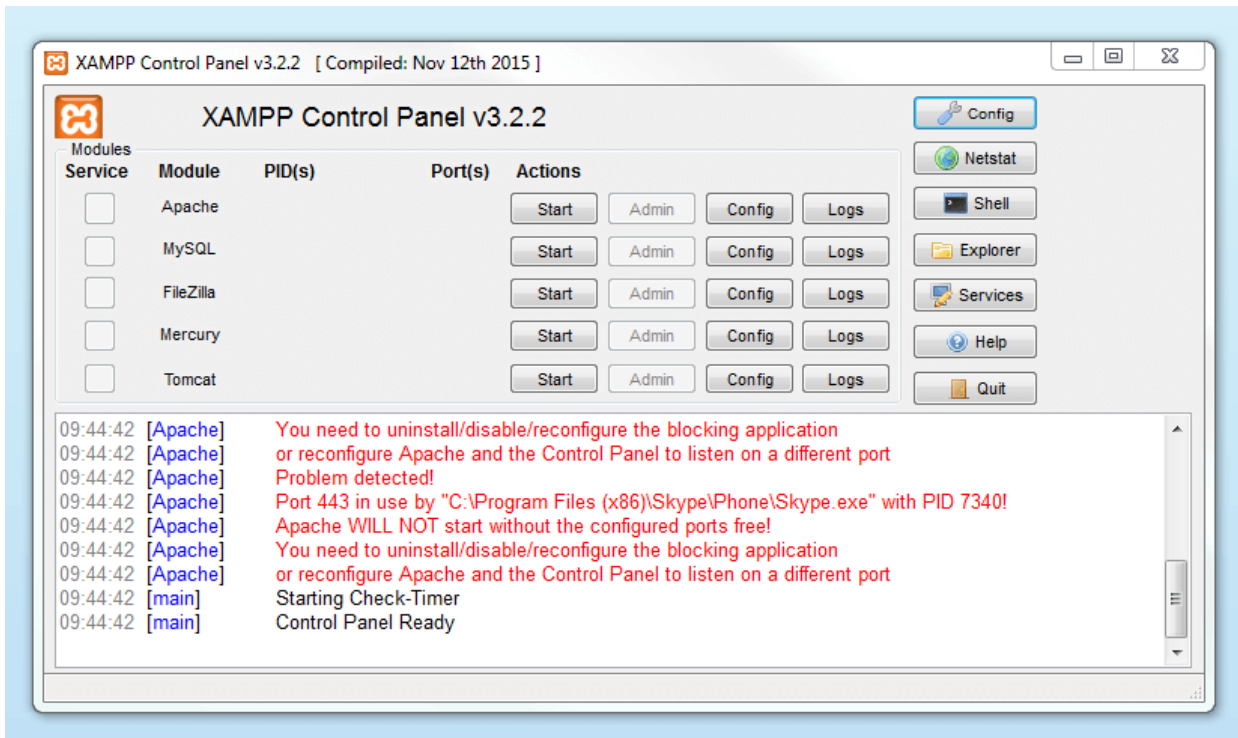 XAMPP Control Panel v3.2.2 [ Compiled: Nov 12th 2015 ]
XAMPP Control Panel v3.2.2
Config
Modules
Netstat
Service Module PID(s) Port(s) Actions
Apache Start Admin Config Logs
Shell
MySQL Start Admin Config Logs
Explorer
FileZilla Start Admin Config Logs
Services
Mercury Start Admin Config Logs
Help
Tomcat Start Admin Config Logs
Quit
09:44:42 [Apache] You need to uninstall/disable/reconfigure the blocking application
09:44:42 [Apache] or reconfigure Apache and the Control Panel to listen on a different port
09:44:42 [Apache] Problem detected!
09:44:42 [Apache] Port 443 in use by "C:\Program Files (x86)\Skype\Phone\Skype.exe" with PID 7340!
09:44:42 [Apache] Apache WILL NOT start without the configured ports free!
09:44:42 [Apache] You need to uninstall/disable/reconfigure the blocking application
09:44:42 [Apache] or reconfigure Apache and the Control Panel to listen on a different port
09:44:42 [main] Starting Check-Timer
09:44:42 [main] Control Panel Ready